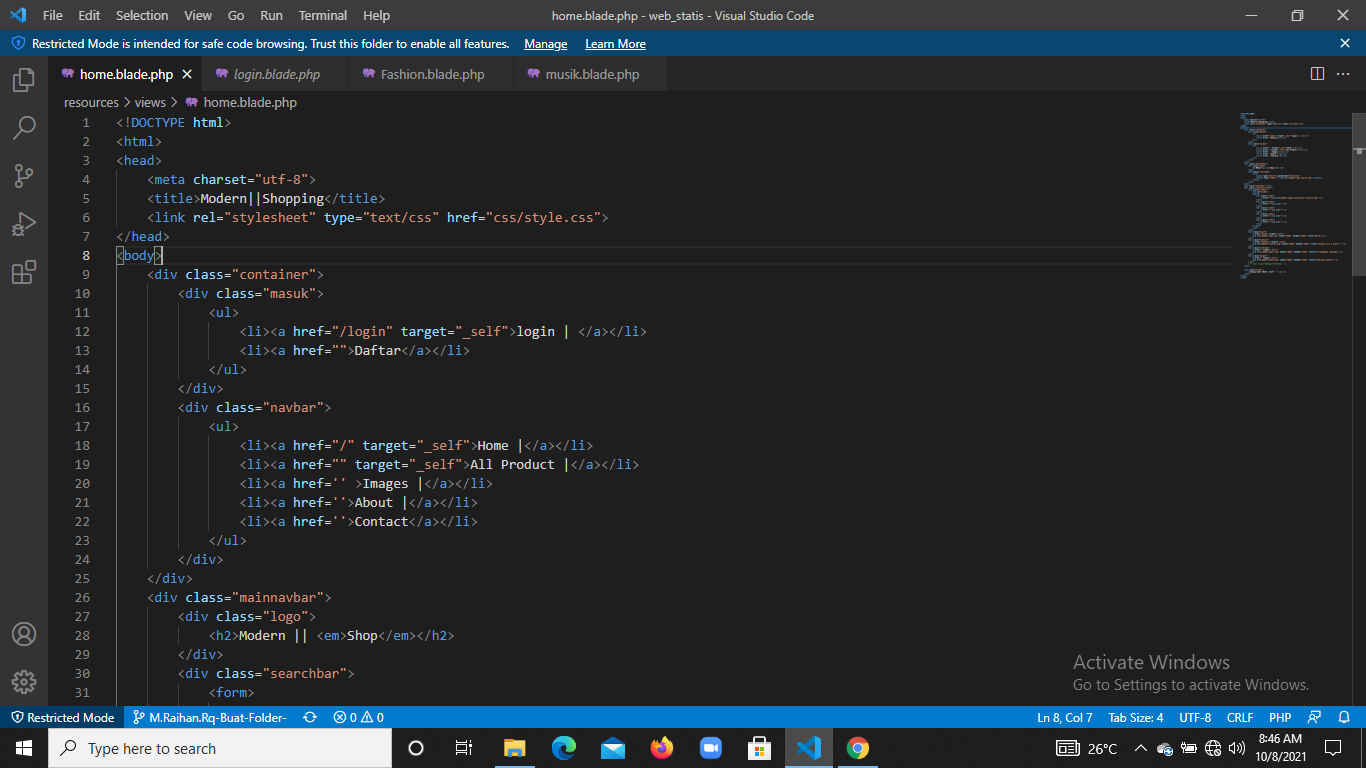 File Edit Selection View Go Run Terminal Help home.blade.php - web_statis - Visual Studio Code
Restricted Mode is intended for safe code browsing. Trust this folder to enable all features. Manage Learn More
home.blade.php login.blade.php Fashion.blade.php musik.blade.php
resources > views > home.blade.php
1 <!DOCTYPE html>
2 <html>
3 <head>
4 <meta charset="utf-8">
5 <title>Modern||Shopping</title>
6 <link rel="stylesheet" type="text/css" href="css/style.css">
7 </head>
8 <body>
9 <div class="container">
10 <div class="masuk">
11 <ul>
12 <li><a href="/login" target="_self">login | </a></li>
13 <li><a href="">Daftar</a></li>
14 </ul>
15 </div>
16 <div class="navbar">
17 <ul>
18 <li><a href="/" target="_self">Home |</a></li>
19 <li><a href="" target="_self">All Product |</a></li>
20 <li><a href='' >Images |</a></li>
21 <li><a href=''>About |</a></li>
22 <li><a href=''>Contact</a></li>
23 </ul>
24 </div>
25 </div>
26 <div class="mainnavbar">
27 <div class="logo">
28 <h2>Modern || <em>Shop</em></h2>
29 </div>
30 <div class="searchbar">
31 <form>
Activate Windows
Go to Settings to activate Windows.
Restricted Mode M.Raihan.Rq-Buat-Folder- 0 0 Ln 8, Col 7 Tab Size: 4 UTF-8 CRLF PHP
Type here to search 26°C 8:46 AM
10/8/2021